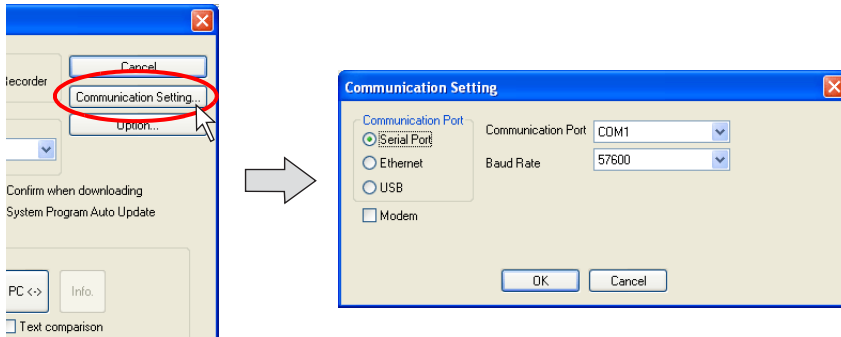 Cancel
Recorder
Communication Setting...
Option...
Confirm when downloading
System Program Auto Update
PC <->
Info.
Text comparison
Communication Setting
Communication Port
Serial Port
Ethernet
USB
Modem
Communication Port COM1
Baud Rate 57600
OK Cancel